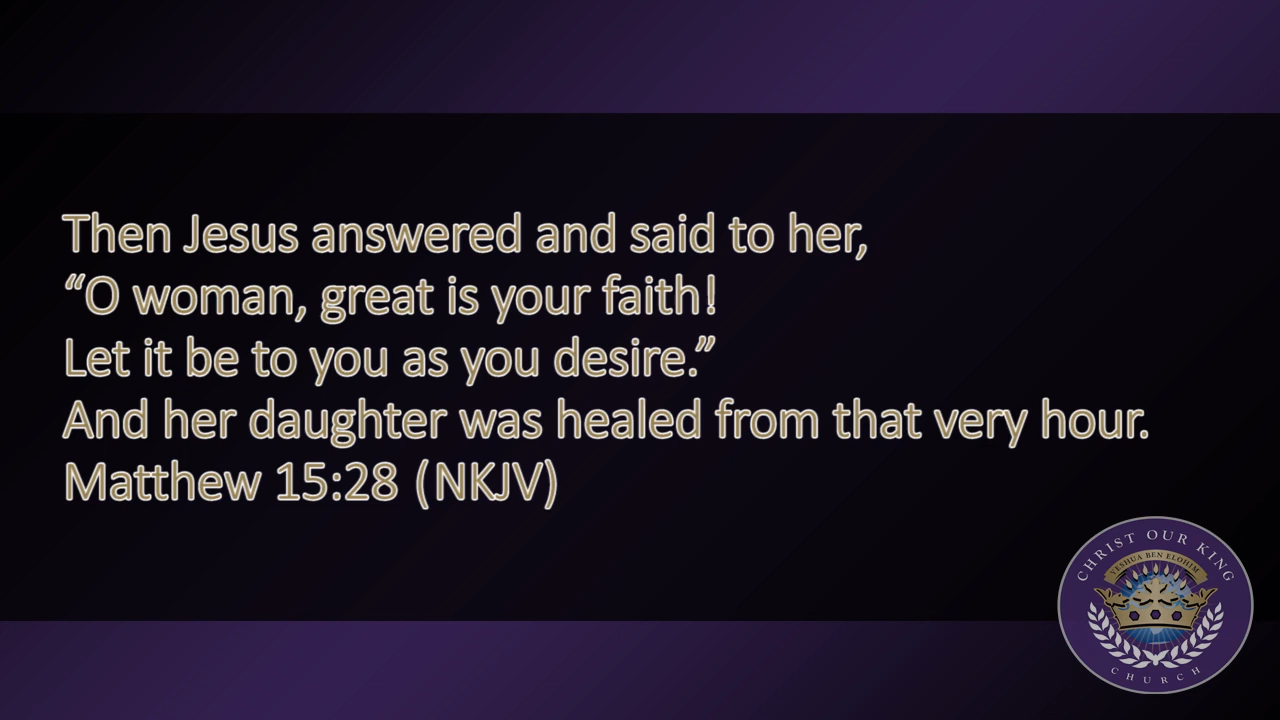 Then Jesus answered and said to her,
“O woman, great is your faith!
Let it be to you as you desire.”
And her daughter was healed from that very hour.
Matthew 15:28 (NKJV)
CHRIST OUR KING
YESHUA BEN ELOHIM
CHURCH